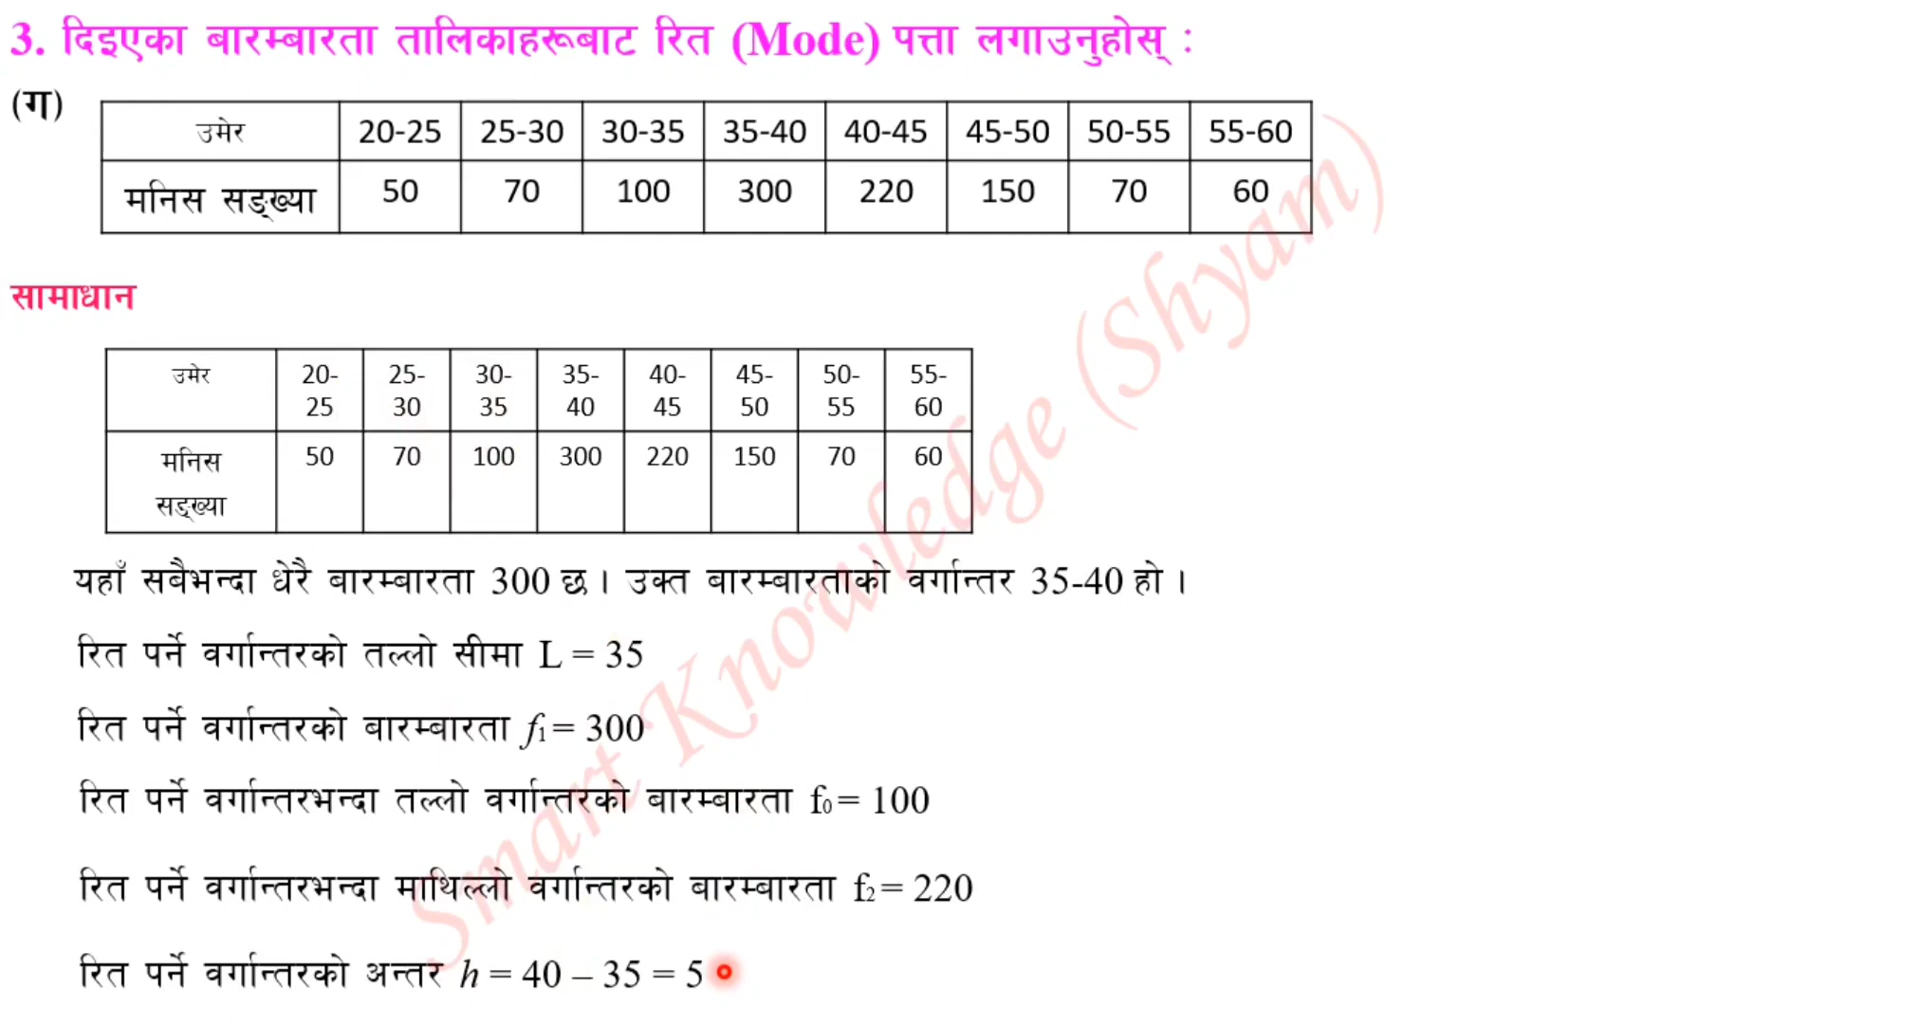 3. दिइएका बारम्बारता तालिकाहरूबाट रित (Mode) पत्ता लगाउनुहोस् :
(ग)
उमेर 20-25 25-30 30-35 35-40 40-45 45-50 50-55 55-60
मनिस सङ्ख्या 50 70 100 300 220 150 70 60
सामाधान
उमेर 20-25 25-30 30-35 35-40 40-45 45-50 50-55 55-60
मनिस सङ्ख्या 50 70 100 300 220 150 70 60
यहाँ सबैभन्दा धेरै बारम्बारता 300 छ । उक्त बारम्बारताको वर्गान्तर 35-40 हो ।
रित पर्ने वर्गान्तरको तल्लो सीमा L = 35
रित पर्ने वर्गान्तरको बारम्बारता f₁ = 300
रित पर्ने वर्गान्तरभन्दा तल्लो वर्गान्तरको बारम्बारता f₀ = 100
रित पर्ने वर्गान्तरभन्दा माथिल्लो वर्गान्तरको बारम्बारता f₂ = 220
रित पर्ने वर्गान्तरको अन्तर h = 40 – 35 = 5
Smart Knowledge (Shyam)